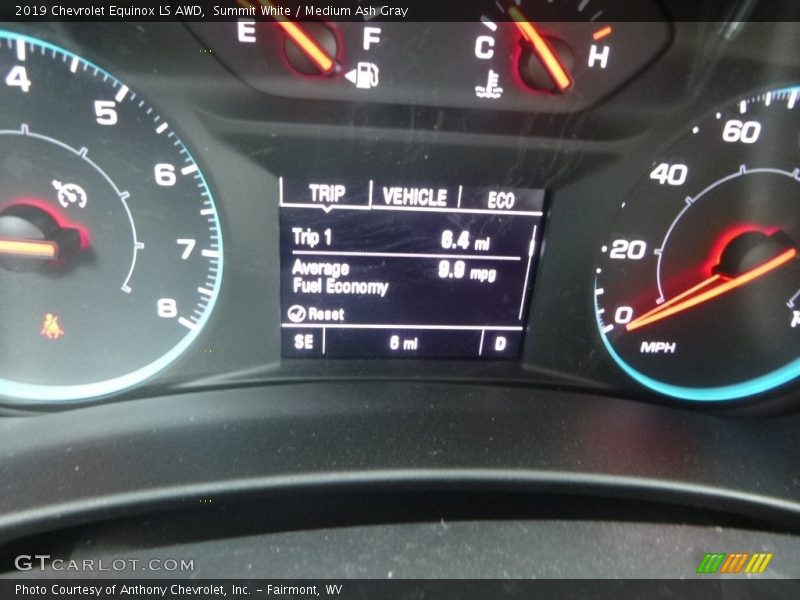 2019 Chevrolet Equinox LS AWD,  Summit White / Medium Ash Gray
E F C H
4 5 6 7 8
TRIP VEHICLE ECO
Trip 1 6.4 mi
Average 9.9 mpg
Fuel Economy
Reset
SE 6 mi D
0 20 40 60
MPH
GTCARLOT.COM
Photo Courtesy of Anthony Chevrolet, Inc. – Fairmont, WV